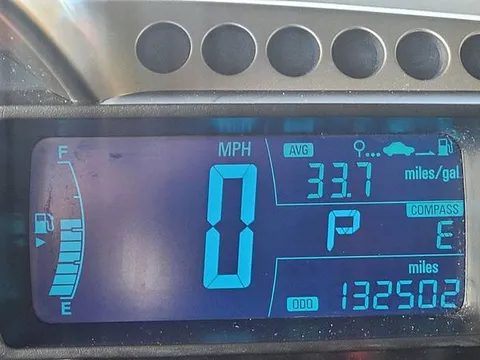 F
MPH
AVG
33.7 miles/gal
0
P
COMPASS
E
E
miles
ODO 132502